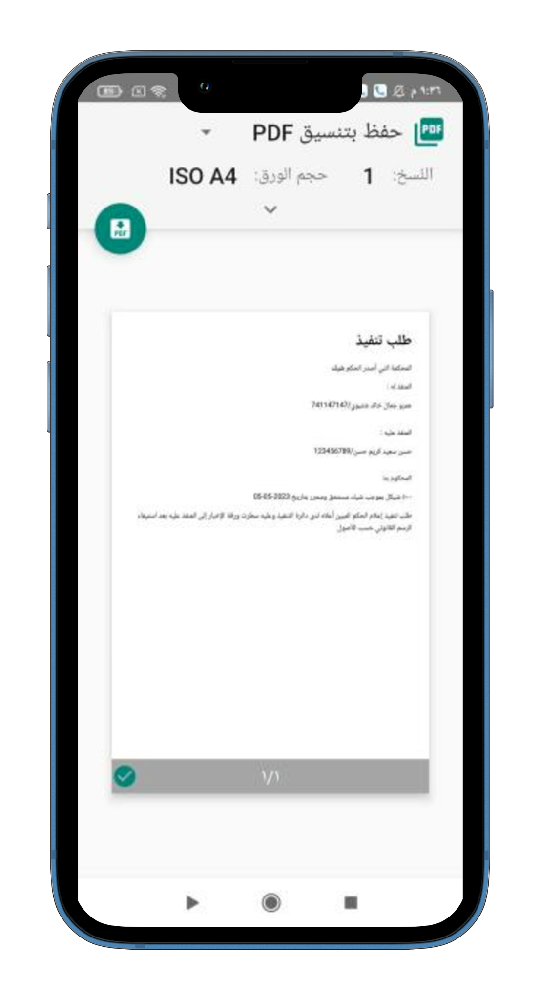 ٩:٣٦ م
حفظ بتنسيق PDF
PDF
النسخ: 1 حجم الورق: ISO A4
PDF
طلب تنفيذ
المحكمة التي أصدر الحكم شيك
المنفذ له :
عمرو جمال خالد /741147147
المنفذ عليه :
حسن سعيد كريم حسن/123456789
المحكوم به
شيكل بموجب شيك مستحق ومحرر بتاريخ 2023-05-05
طلب تنفيذ إعلام الحكم المبين أعلاه لدى دائرة التنفيذ وعليه سطرت ورقة الإخبار إلى المنفذ عليه بعد استيفاء
الرسم القانوني حسب الأصول
١/١